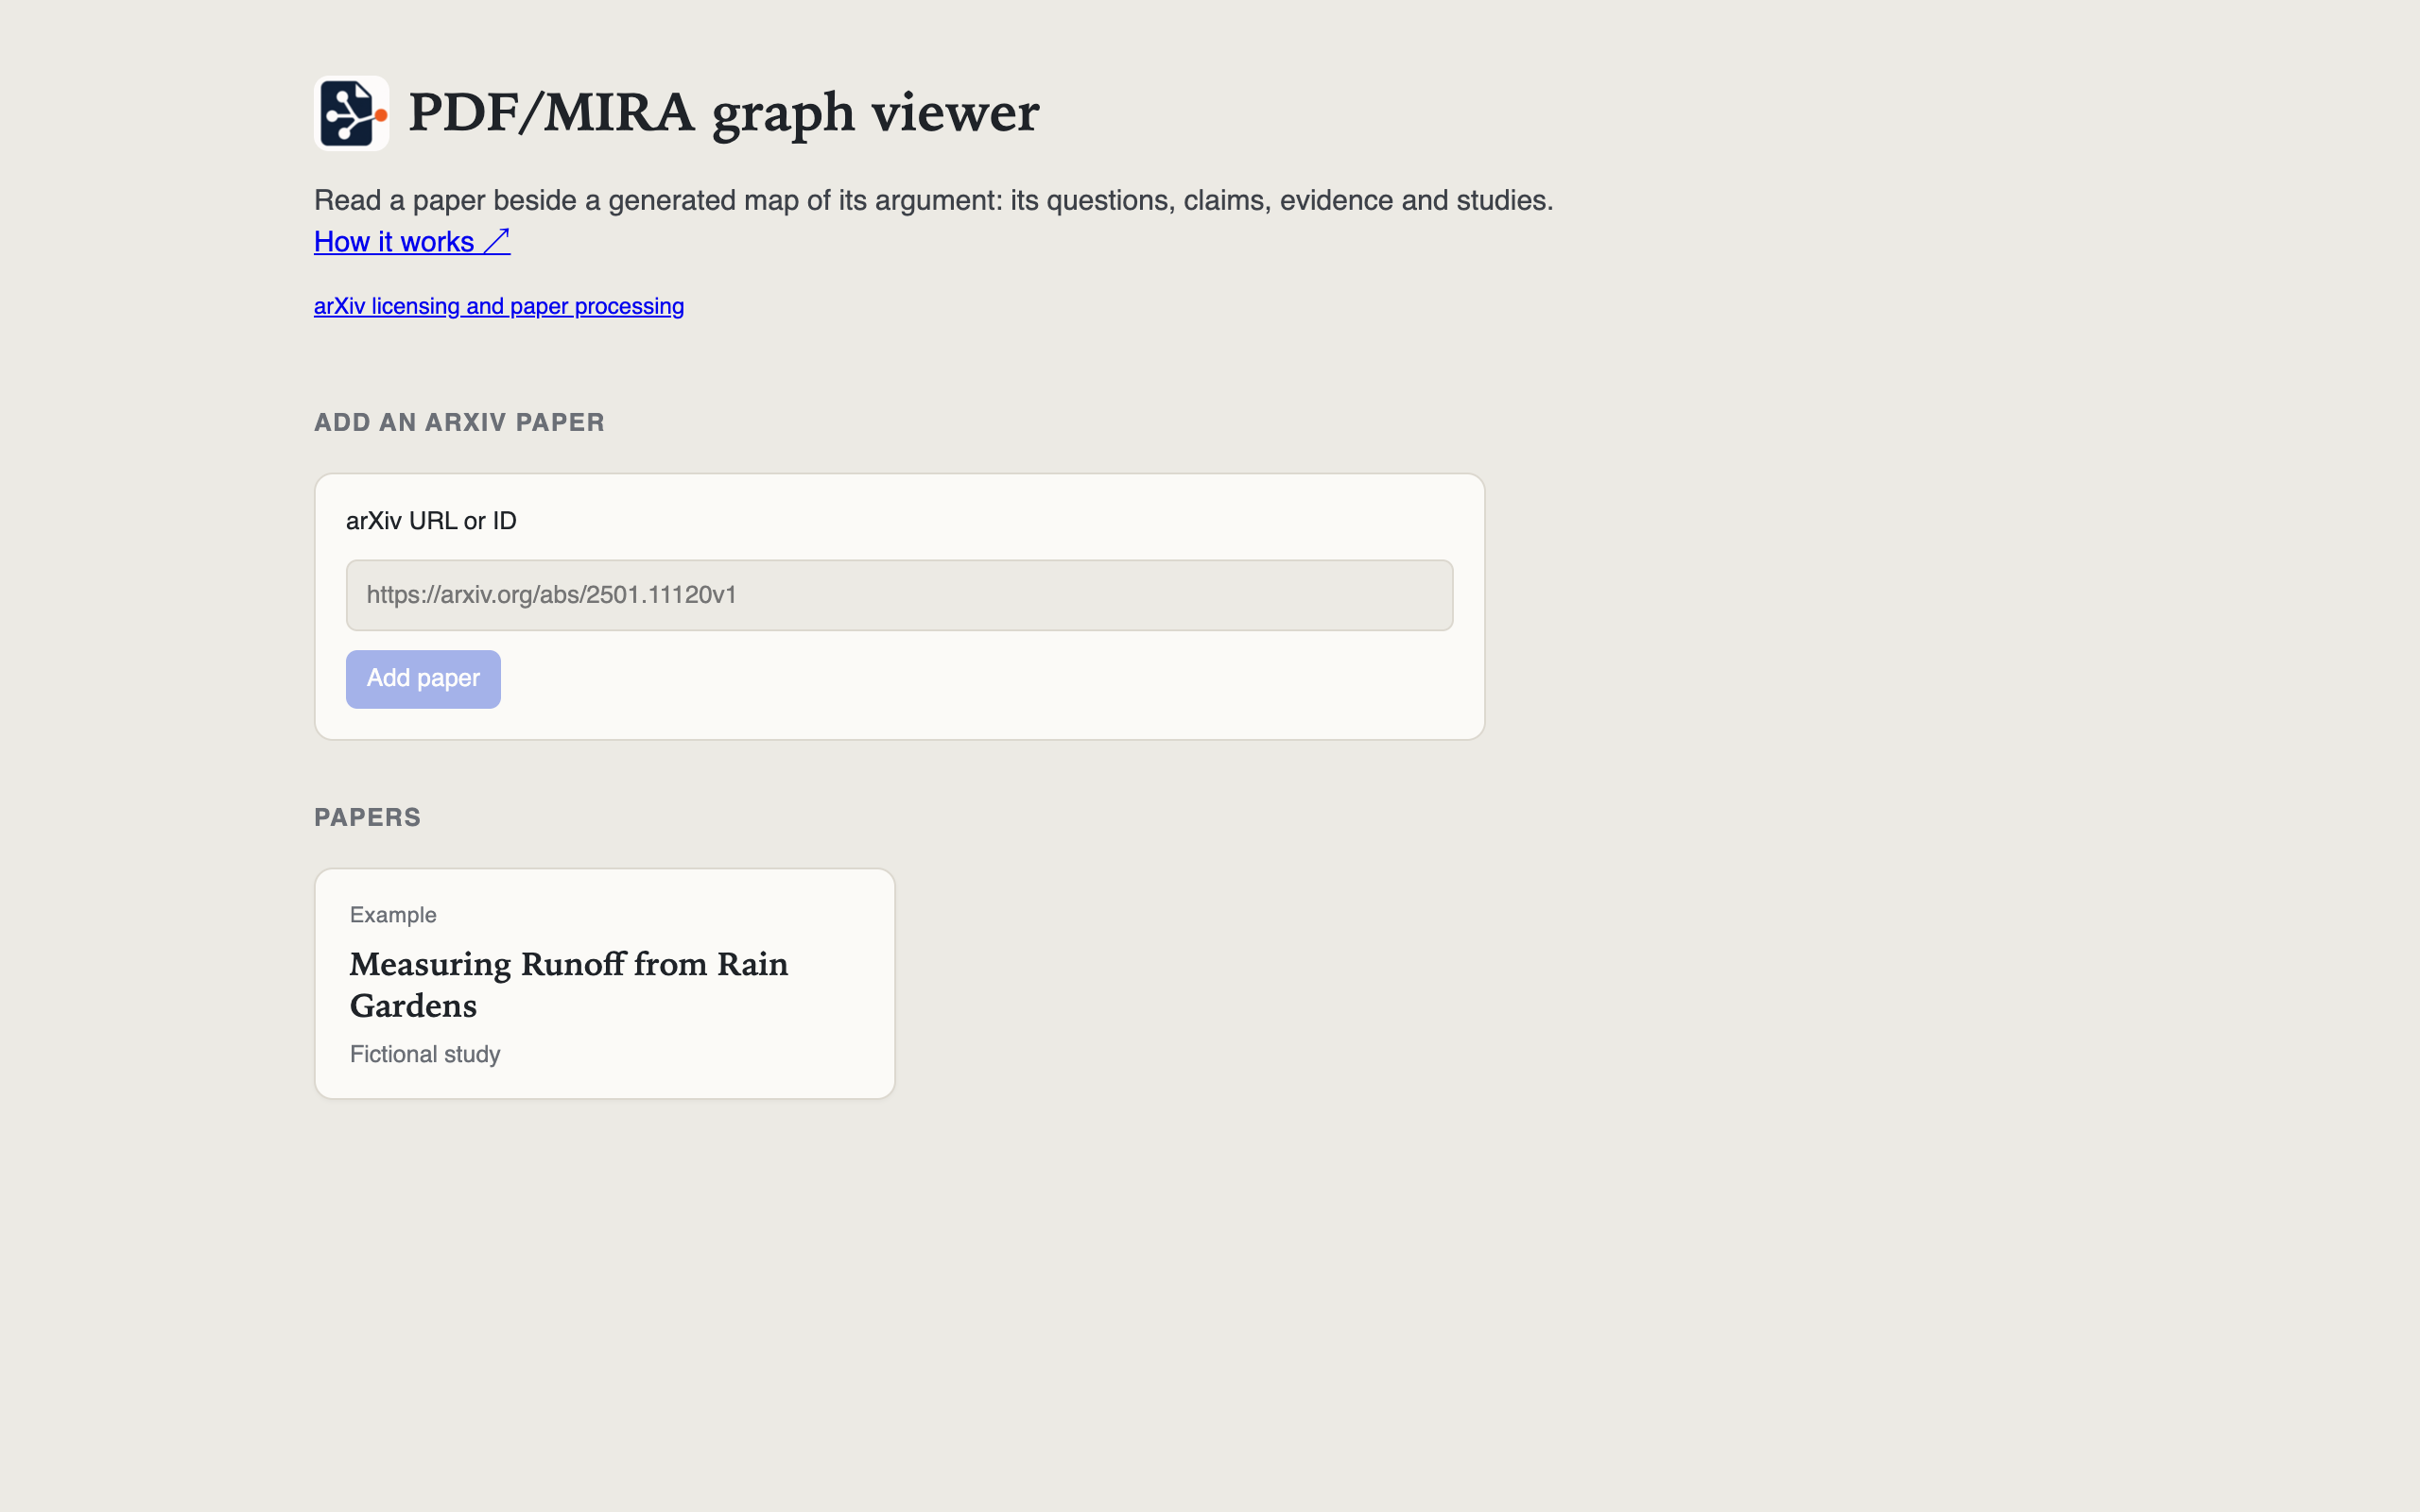 PDF/MIRA graph viewer
Read a paper beside a generated map of its argument: its questions, claims, evidence and studies.
How it works ↗
arXiv licensing and paper processing
ADD AN ARXIV PAPER
arXiv URL or ID
https://arxiv.org/abs/2501.11120v1
Add paper
PAPERS
Example
Measuring Runoff from Rain
Gardens
Fictional study